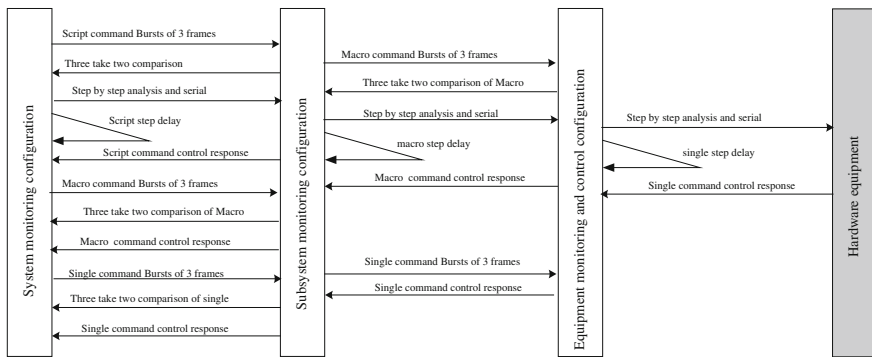 System monitoring configuration
Script command Bursts of 3 frames
Three take two comparison
Step by step analysis and serial
Script step delay
Script command control response
Macro command Bursts of 3 frames
Three take two comparison of Macro
Macro command control response
Single command Bursts of 3 frames
Three take two comparison of single
Single command control response
Subsystem monitoring configuration
Macro command Bursts of 3 frames
Three take two comparison of Macro
Step by step analysis and serial
macro step delay
Macro command control response
Single command Bursts of 3 frames
Single command control response
Equipment monitoring and control configuration
Step by step analysis and serial
single step delay
Single command control response
Hardware equipment